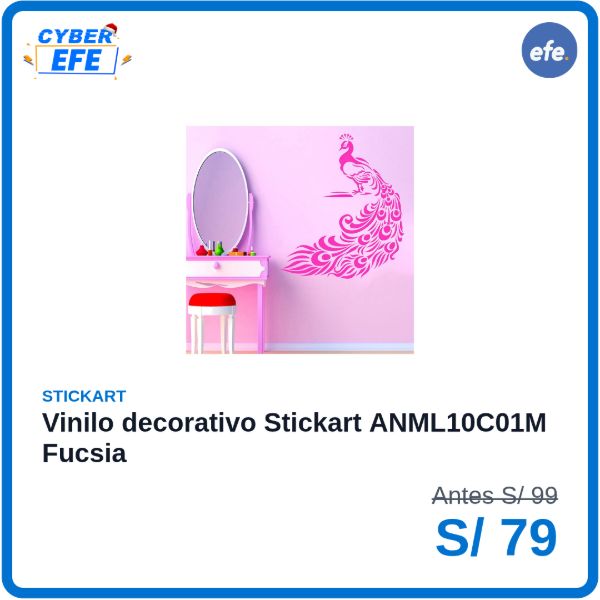 CYBER
EFE
efe.
STICKART
Vinilo decorativo Stickart ANML10C01M
Fucsia
Antes S/ 99
S/ 79